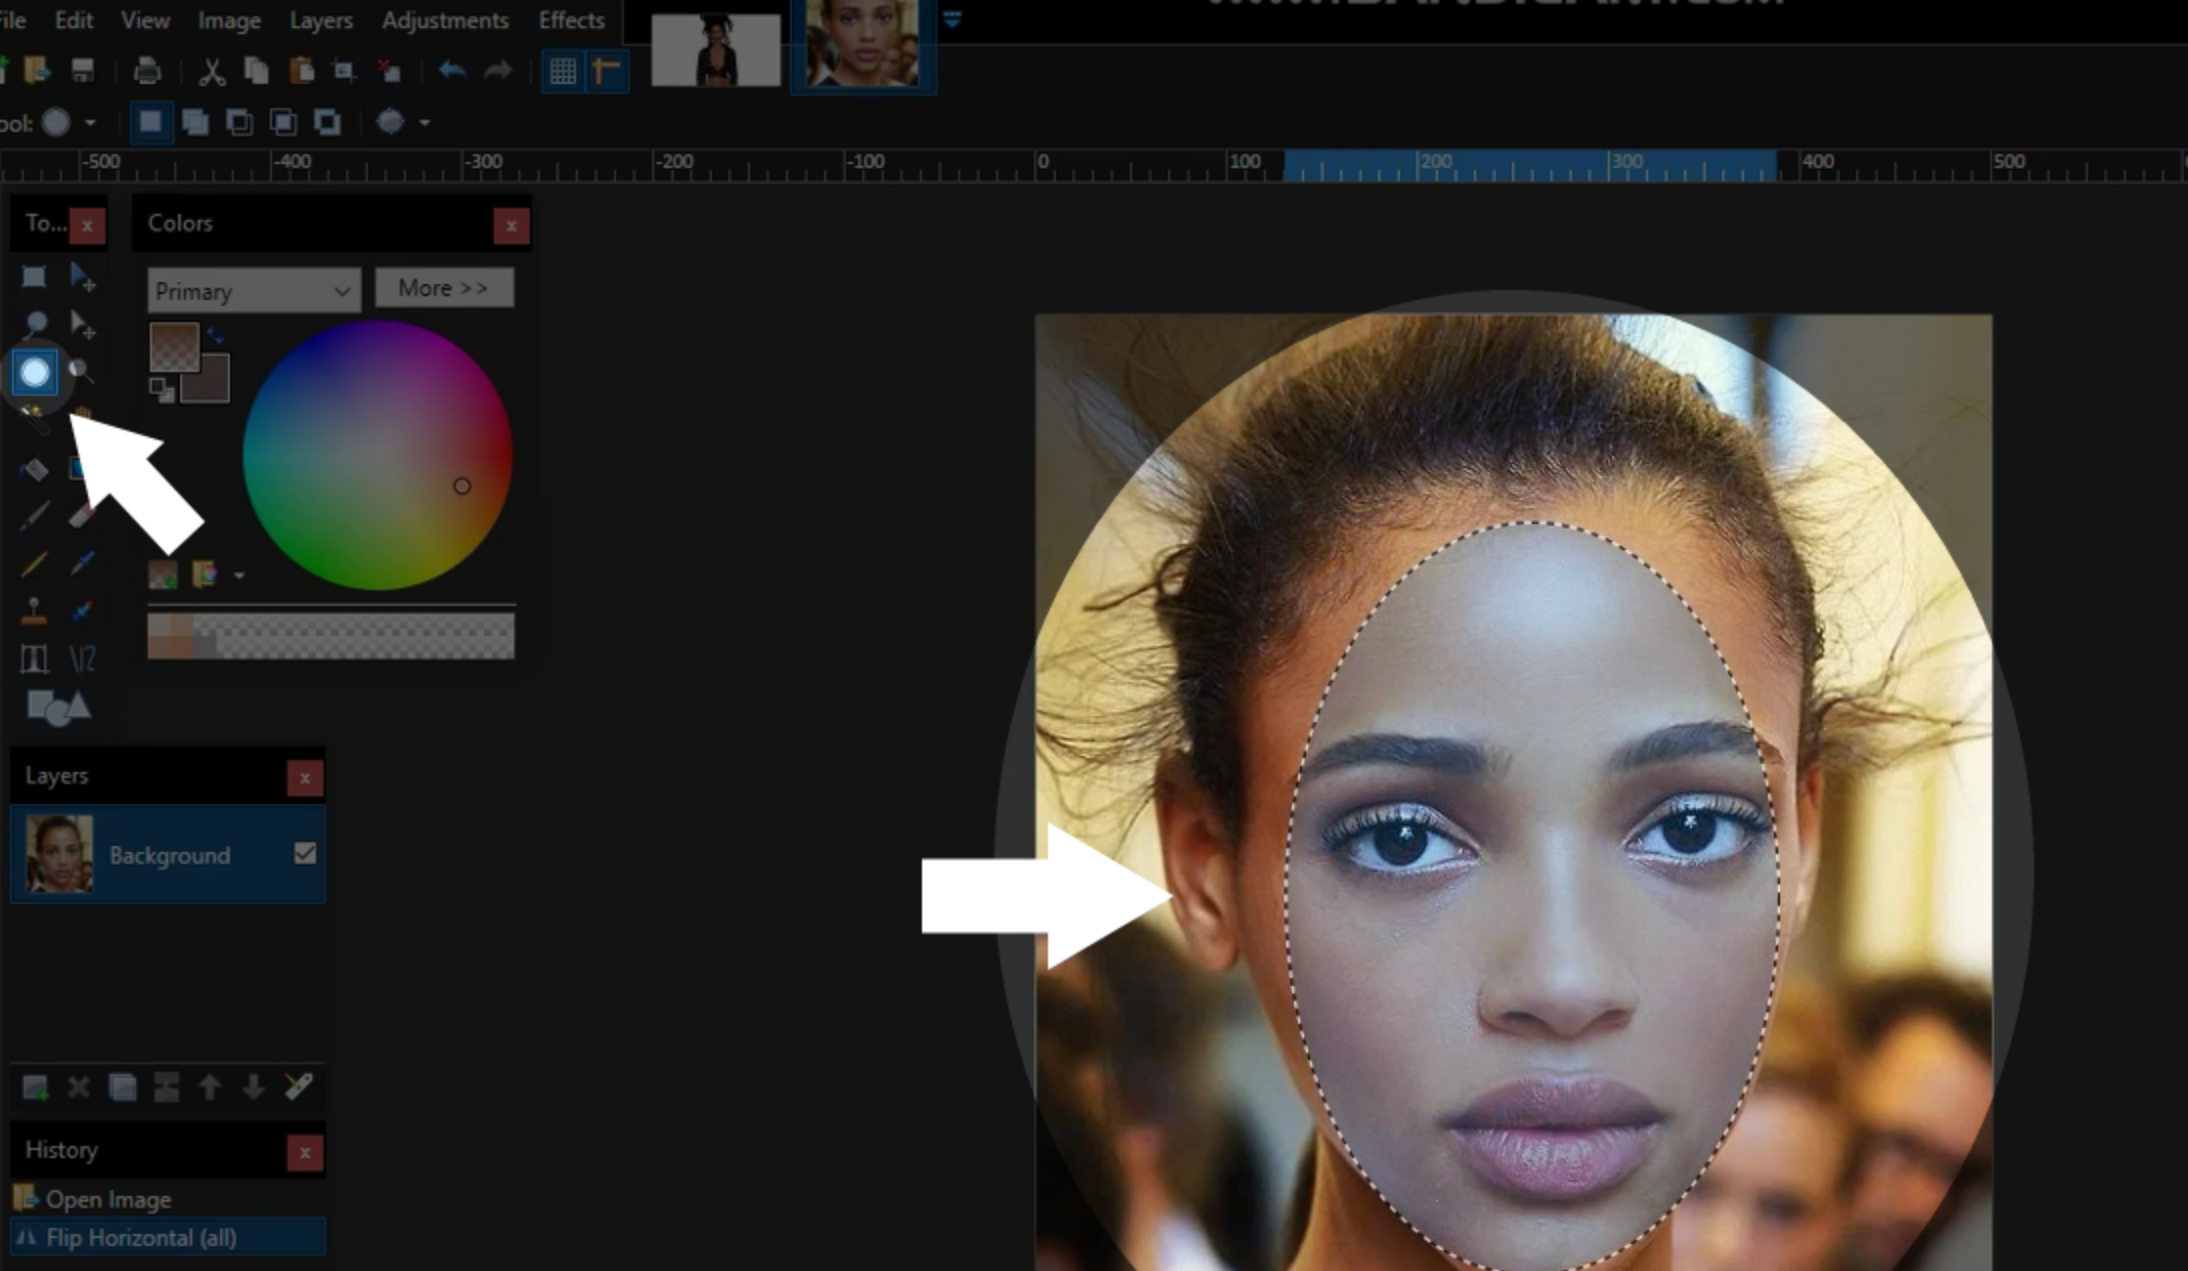 File Edit View Image Layers Adjustments Effects
ool:
-500 -400 -300 -200 -100 0 100 200 300 400 500
To... x Colors x
Primary More >>
Layers x
Background
History x
Open Image
Flip Horizontal (all)